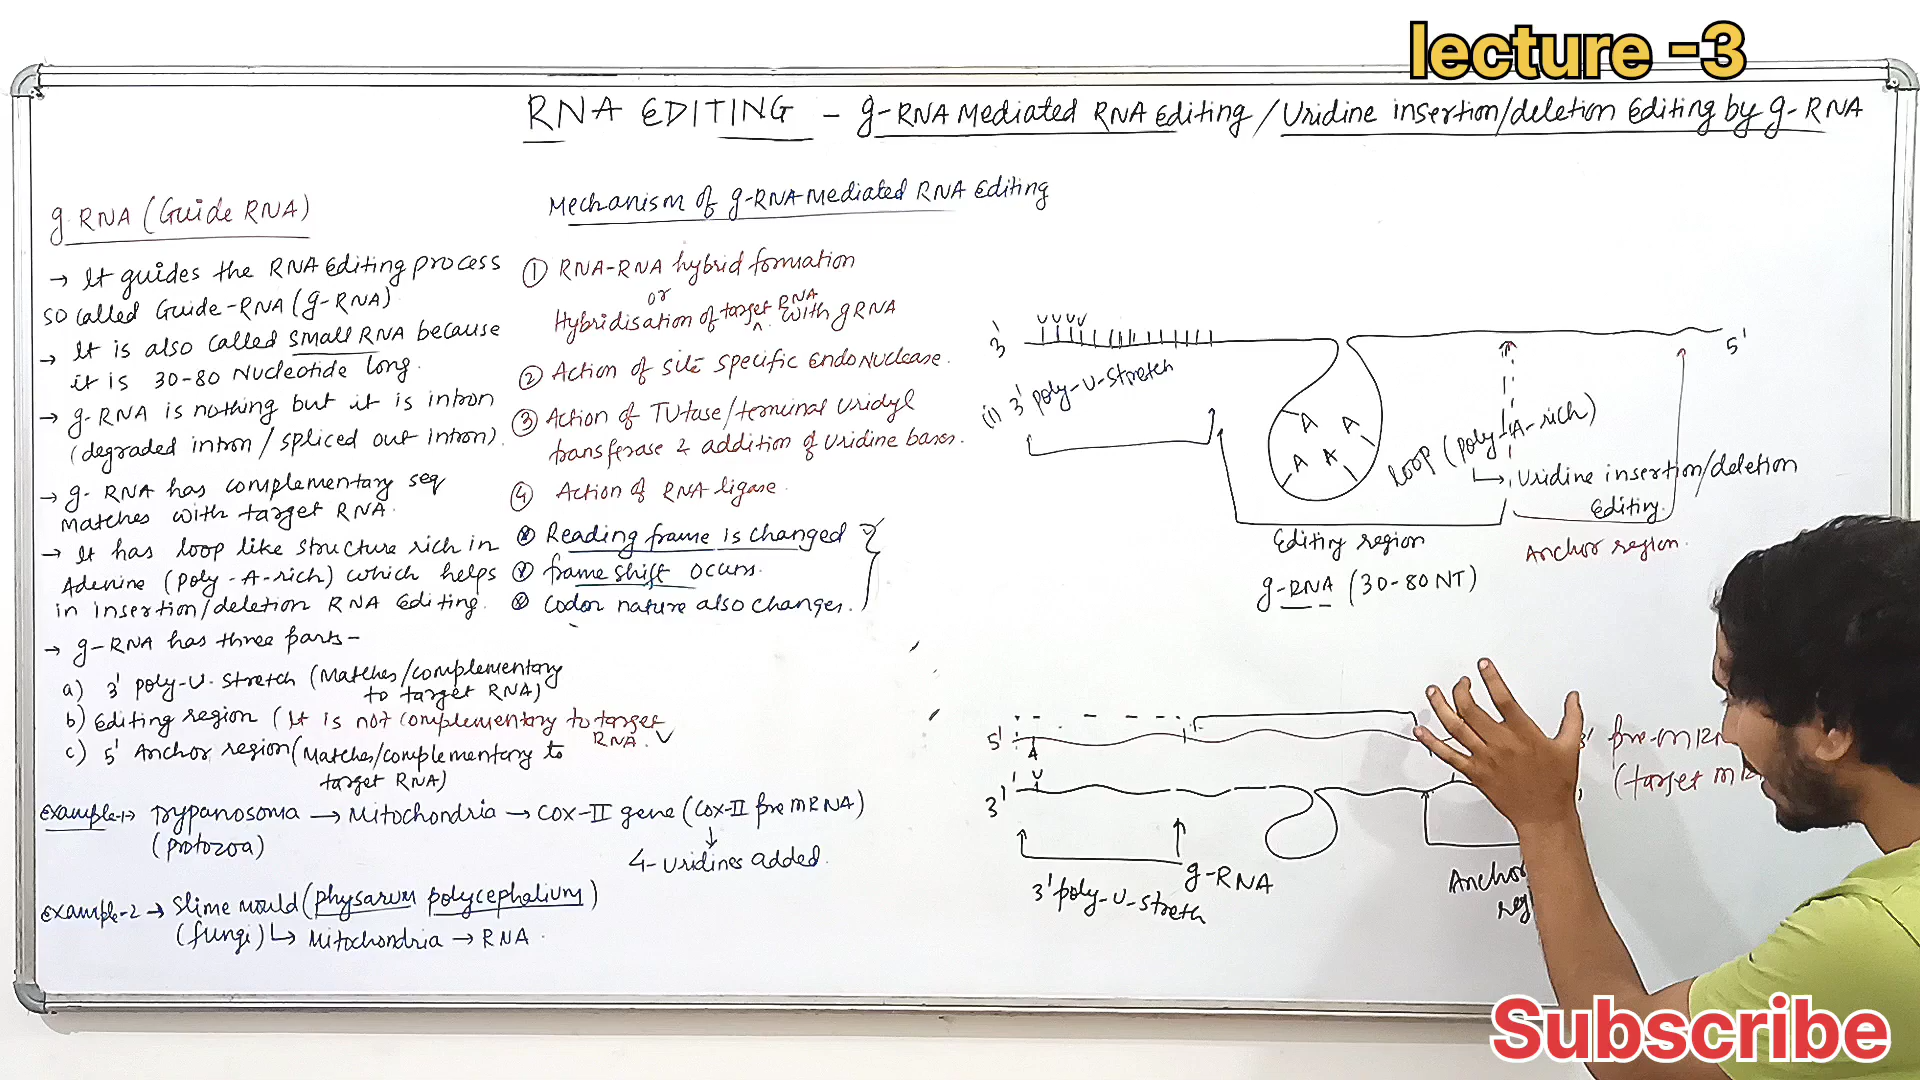 lecture -3
RNA EDITING - g-RNA Mediated RNA Editing / Uridine insertion/deletion Editing by g-RNA
g-RNA (Guide RNA)
→ It guides the RNA Editing process
so called Guide-RNA (g-RNA)
→ It is also called small RNA because
it is 30-80 Nucleotide long.
→ g-RNA is nothing but it is intron
(degraded intron / spliced out intron).
→ g-RNA has complementary seq
matches with target RNA.
→ It has loop like structure rich in
Adenine (poly-A-rich) which helps
in insertion/deletion RNA Editing.
→ g-RNA has three parts-
a) 3' poly-U-stretch (Matches/complementary
to target RNA)
b) Editing region (It is not complementary to target
RNA.
c) 5' Anchor region (Matches/complementary to
target RNA)
Example-1→ Trypanosoma → Mitochondria → COX-II gene (COX-II pre mRNA)
(protozoa)
↓
4-Uridines added.
Example-2 → Slime mould (physarum polycephalium)
(fungi) ↳ Mitochondria → RNA
Mechanism of g-RNA Mediated RNA Editing
① RNA-RNA hybrid formation
or
Hybridisation of target RNA with gRNA
② Action of site specific endonuclease.
③ Action of TUtase/terminal uridyl
transferase & addition of uridine bases.
④ Action of RNA ligase.
Reading frame is changed
frame shift occurs.
Codon nature also changes.
3'
U U U U
5'
(i) 3' poly-U-stretch
A A
A A
Loop (poly-A-rich)
↳ Uridine insertion/deletion
Editing
Editing region
Anchor region.
g-RNA (30-80 NT)
5'
A
3' pre-mR
(target m
3'
U
g-RNA
3' poly-U-streth
Anchor